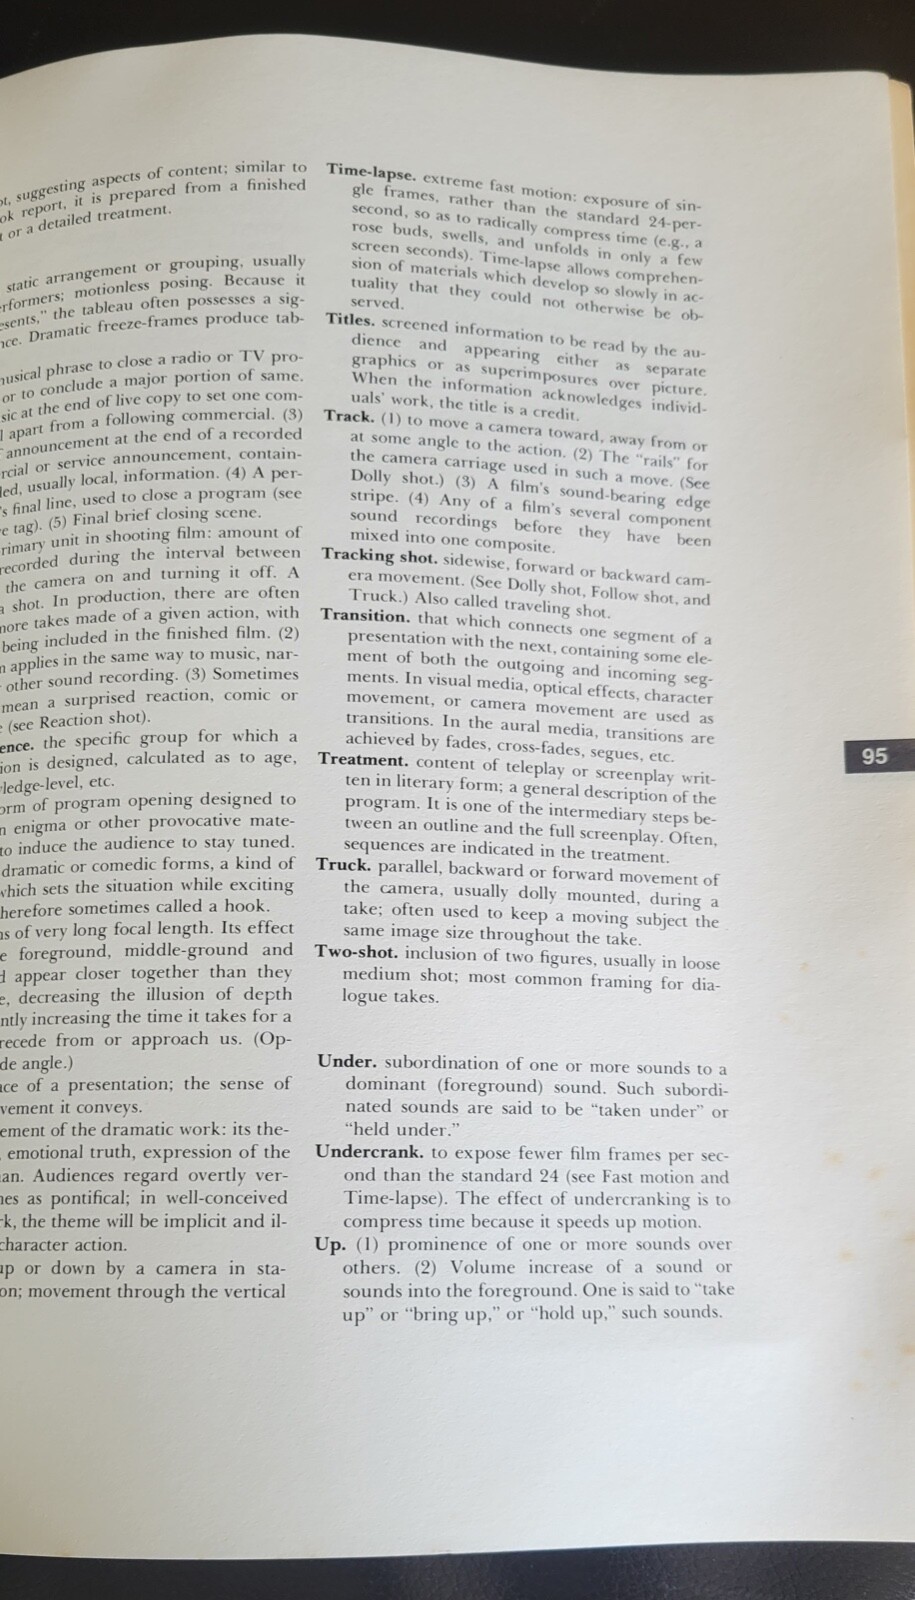 suggesting aspects of content; similar to
report, it is prepared from a finished
or a detailed treatment.
static arrangement or grouping, usually
motionless posing. Because it
the tableau often possesses a sig-
Dramatic freeze-frames produce tab-
phrase to close a radio or TV pro-
or to conclude a major portion of same.
at the end of live copy to set one com-
apart from a following commercial. (3)
announcement at the end of a recorded
or service announcement, contain-
usually local, information. (4) A per-
final line, used to close a program (see
tag). (5) Final brief closing scene.
unit in shooting film: amount of
recorded during the interval between
the camera on and turning it off. A
shot. In production, there are often
takes made of a given action, with
being included in the finished film. (2)
applies in the same way to music, nar-
other sound recording. (3) Sometimes
mean a surprised reaction, comic or
(see Reaction shot).
the specific group for which a
is designed, calculated as to age,
etc.
of program opening designed to
enigma or other provocative mate-
to induce the audience to stay tuned.
dramatic or comedic forms, a kind of
which sets the situation while exciting
therefore sometimes called a hook.
of very long focal length. Its effect
foreground, middle-ground and
appear closer together than they
decreasing the illusion of depth
increasing the time it takes for a
recede from or approach us. (Op-
angle.)
of a presentation; the sense of
it conveys.
of the dramatic work: its the-
emotional truth, expression of the
Audiences regard overtly ver-
as pontifical; in well-conceived
the theme will be implicit and il-
character action.
up or down by a camera in sta-
movement through the vertical
Time-lapse. extreme fast motion: exposure of sin-
gle frames, rather than the standard 24-per-
second, so as to radically compress time (e.g., a
rose buds, swells, and unfolds in only a few
screen seconds). Time-lapse allows comprehen-
sion of materials which develop so slowly in ac-
tuality that they could not otherwise be ob-
served.
Titles. screened information to be read by the au-
dience and appearing either as separate
graphics or as superimposures over picture.
When the information acknowledges individ-
uals' work, the title is a credit.
Track. (1) to move a camera toward, away from or
at some angle to the action. (2) The "rails" for
the camera carriage used in such a move. (See
Dolly shot.) (3) A film's sound-bearing edge
stripe. (4) Any of a film's several component
sound recordings before they have been
mixed into one composite.
Tracking shot. sidewise, forward or backward cam-
era movement. (See Dolly shot, Follow shot, and
Truck.) Also called traveling shot.
Transition. that which connects one segment of a
presentation with the next, containing some ele-
ment of both the outgoing and incoming seg-
ments. In visual media, optical effects, character
movement, or camera movement are used as
transitions. In the aural media, transitions are
achieved by fades, cross-fades, segues, etc.
Treatment. content of teleplay or screenplay writ-
ten in literary form; a general description of the
program. It is one of the intermediary steps be-
tween an outline and the full screenplay. Often,
sequences are indicated in the treatment.
Truck. parallel, backward or forward movement of
the camera, usually dolly mounted, during a
take; often used to keep a moving subject the
same image size throughout the take.
Two-shot. inclusion of two figures, usually in loose
medium shot; most common framing for dia-
logue takes.
Under. subordination of one or more sounds to a
dominant (foreground) sound. Such subordi-
nated sounds are said to be "taken under" or
"held under."
Undercrank. to expose fewer film frames per sec-
ond than the standard 24 (see Fast motion and
Time-lapse). The effect of undercranking is to
compress time because it speeds up motion.
Up. (1) prominence of one or more sounds over
others. (2) Volume increase of a sound or
sounds into the foreground. One is said to "take
up" or "bring up," or "hold up," such sounds.
95